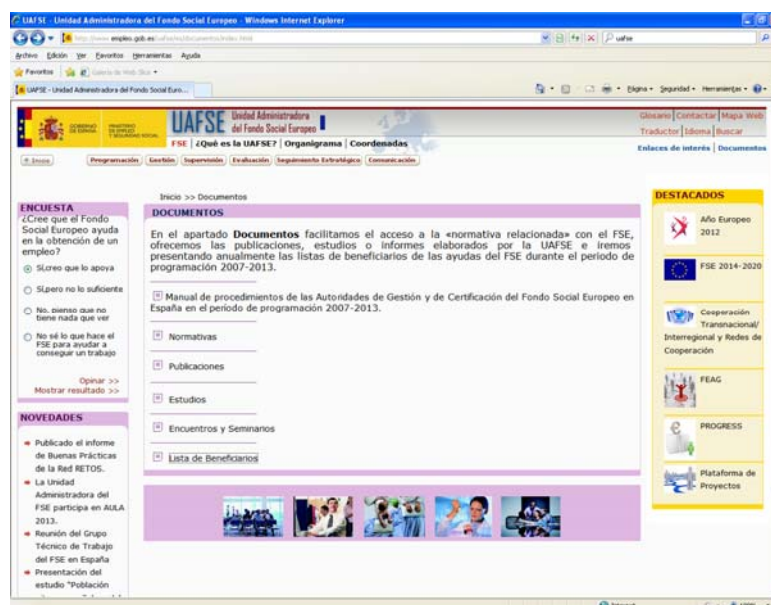 UAFSE - Unidad Administradora del Fondo Social Europeo - Windows Internet Explorer
uafse
Archivo Edición Ver Favoritos Herramientas Ayuda
Favoritos
UAFSE - Unidad Administradora del Fondo Social Euro...
Página Seguridad Herramientas
GOBIERNO DE ESPAÑA
MINISTERIO DE EMPLEO Y SEGURIDAD SOCIAL
UAFSE Unidad Administradora del Fondo Social Europeo
FSE | ¿Qué es la UAFSE? | Organigrama | Coordenadas
Glosario | Contactar | Mapa Web
Traductor | Idioma | Buscar
Enlaces de interés | Documentos
Inicio
Programación Gestión Supervisión Evaluación Seguimiento Estratégico Comunicación
ENCUESTA
¿Cree que el Fondo
Social Europeo ayuda
en la obtención de un
empleo?
Sí,creo que lo apoya
Sí,pero no lo suficiente
No, pienso que no
tiene nada que ver
No sé lo que hace el
FSE para ayudar a
conseguir un trabajo
Opinar >>
Mostrar resultado >>
NOVEDADES
Publicado el informe
de Buenas Prácticas
de la Red RETOS.
La Unidad
Administradora del
FSE participa en AULA
2013.
Reunión del Grupo
Técnico de Trabajo
del FSE en España
Presentación del
estudio "Población
Inicio >> Documentos
DOCUMENTOS
En el apartado Documentos facilitamos el acceso a la «normativa relacionada» con el FSE,
ofrecemos las publicaciones, estudios o informes elaborados por la UAFSE e iremos
presentando anualmente las listas de beneficiarios de las ayudas del FSE durante el periodo de
programación 2007-2013.
Manual de procedimientos de las Autoridades de Gestión y de Certificación del Fondo Social Europeo en
España en el periodo de programación 2007-2013.
Normativas
Publicaciones
Estudios
Encuentros y Seminarios
Lista de Beneficiarios
DESTACADOS
Año Europeo
2012
FSE 2014-2020
Cooperación
Transnacional/
Interregional y Redes de
Cooperación
FEAG
PROGRESS
Plataforma de
Proyectos